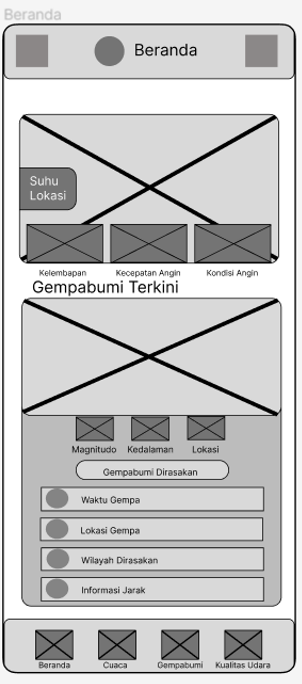 Beranda
Beranda
Suhu
Lokasi
Kelembapan Kecepatan Angin Kondisi Angin
Gempabumi Terkini
Magnitudo Kedalaman Lokasi
Gempabumi Dirasakan
Waktu Gempa
Lokasi Gempa
Wilayah Dirasakan
Informasi Jarak
Beranda Cuaca Gempabumi Kualitas Udara